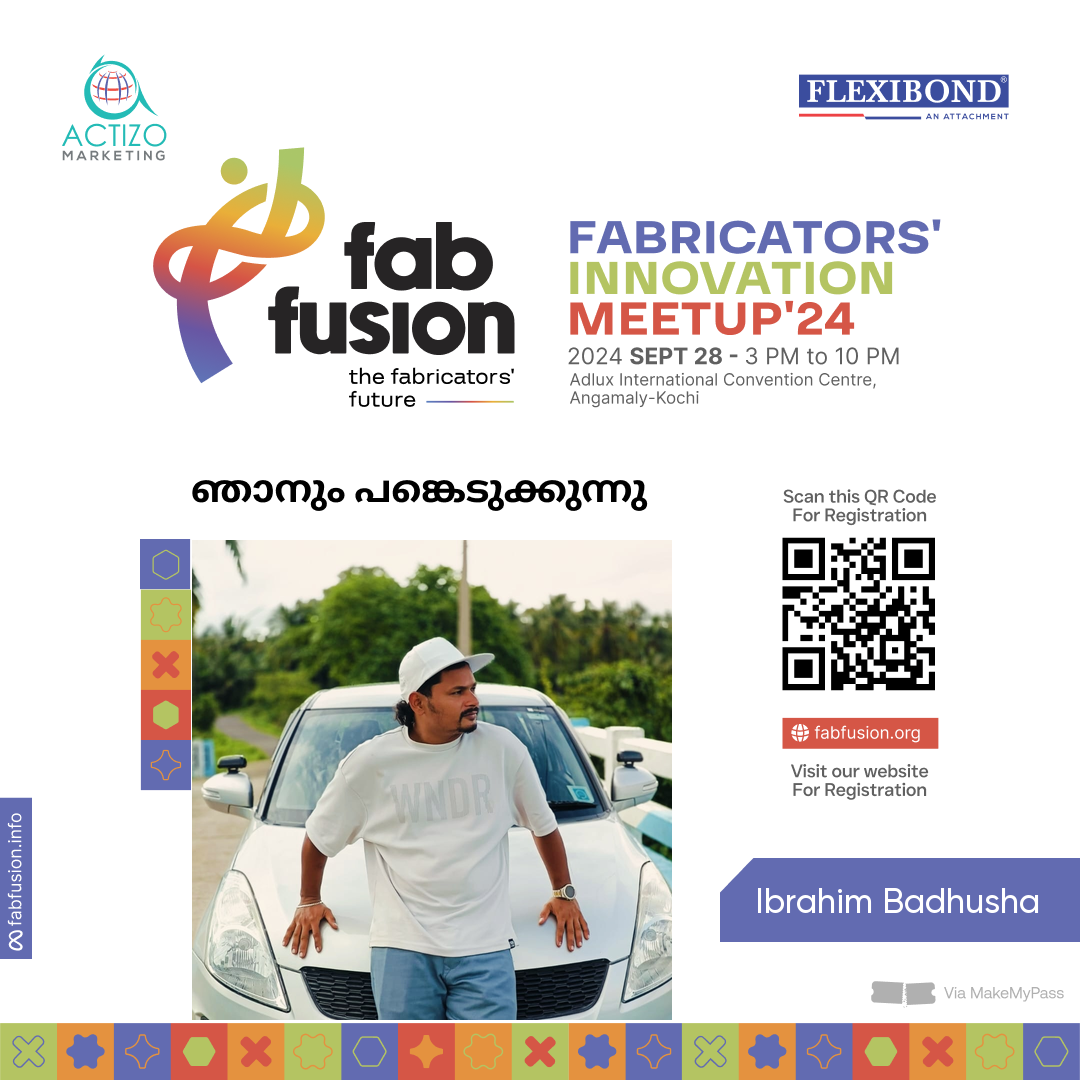 ACTIZO
MARKETING
FLEXIBOND®
AN ATTACHMENT
fab
fusion
the fabricators'
future
FABRICATORS'
INNOVATION
MEETUP'24
2024 SEPT 28 - 3 PM to 10 PM
Adlux International Convention Centre,
Angamaly-Kochi
ഞാനും പങ്കെടുക്കുന്നു
Scan this QR Code
For Registration
WNDR
fabfusion.org
Visit our website
For Registration
fabfusion.info
Ibrahim Badhusha
Via MakeMyPass